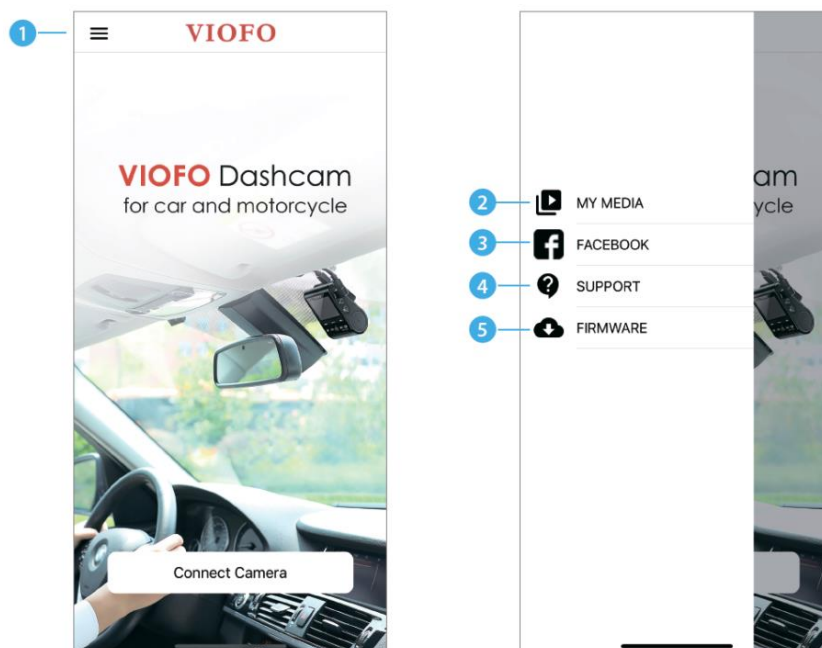 1
VIOFO
VIOFO Dashcam
for car and motorcycle
Connect Camera
am
ycle
2 MY MEDIA
3 FACEBOOK
4 SUPPORT
5 FIRMWARE